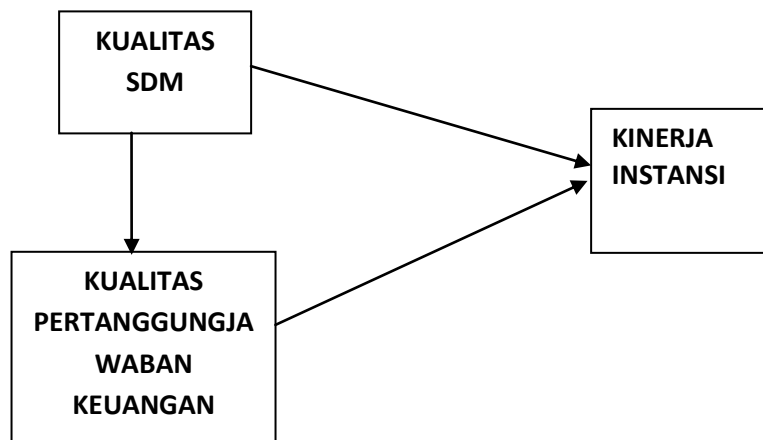 KUALITAS
SDM
KINERJA
INSTANSI
KUALITAS
PERTANGGUNGJA
WABAN
KEUANGAN